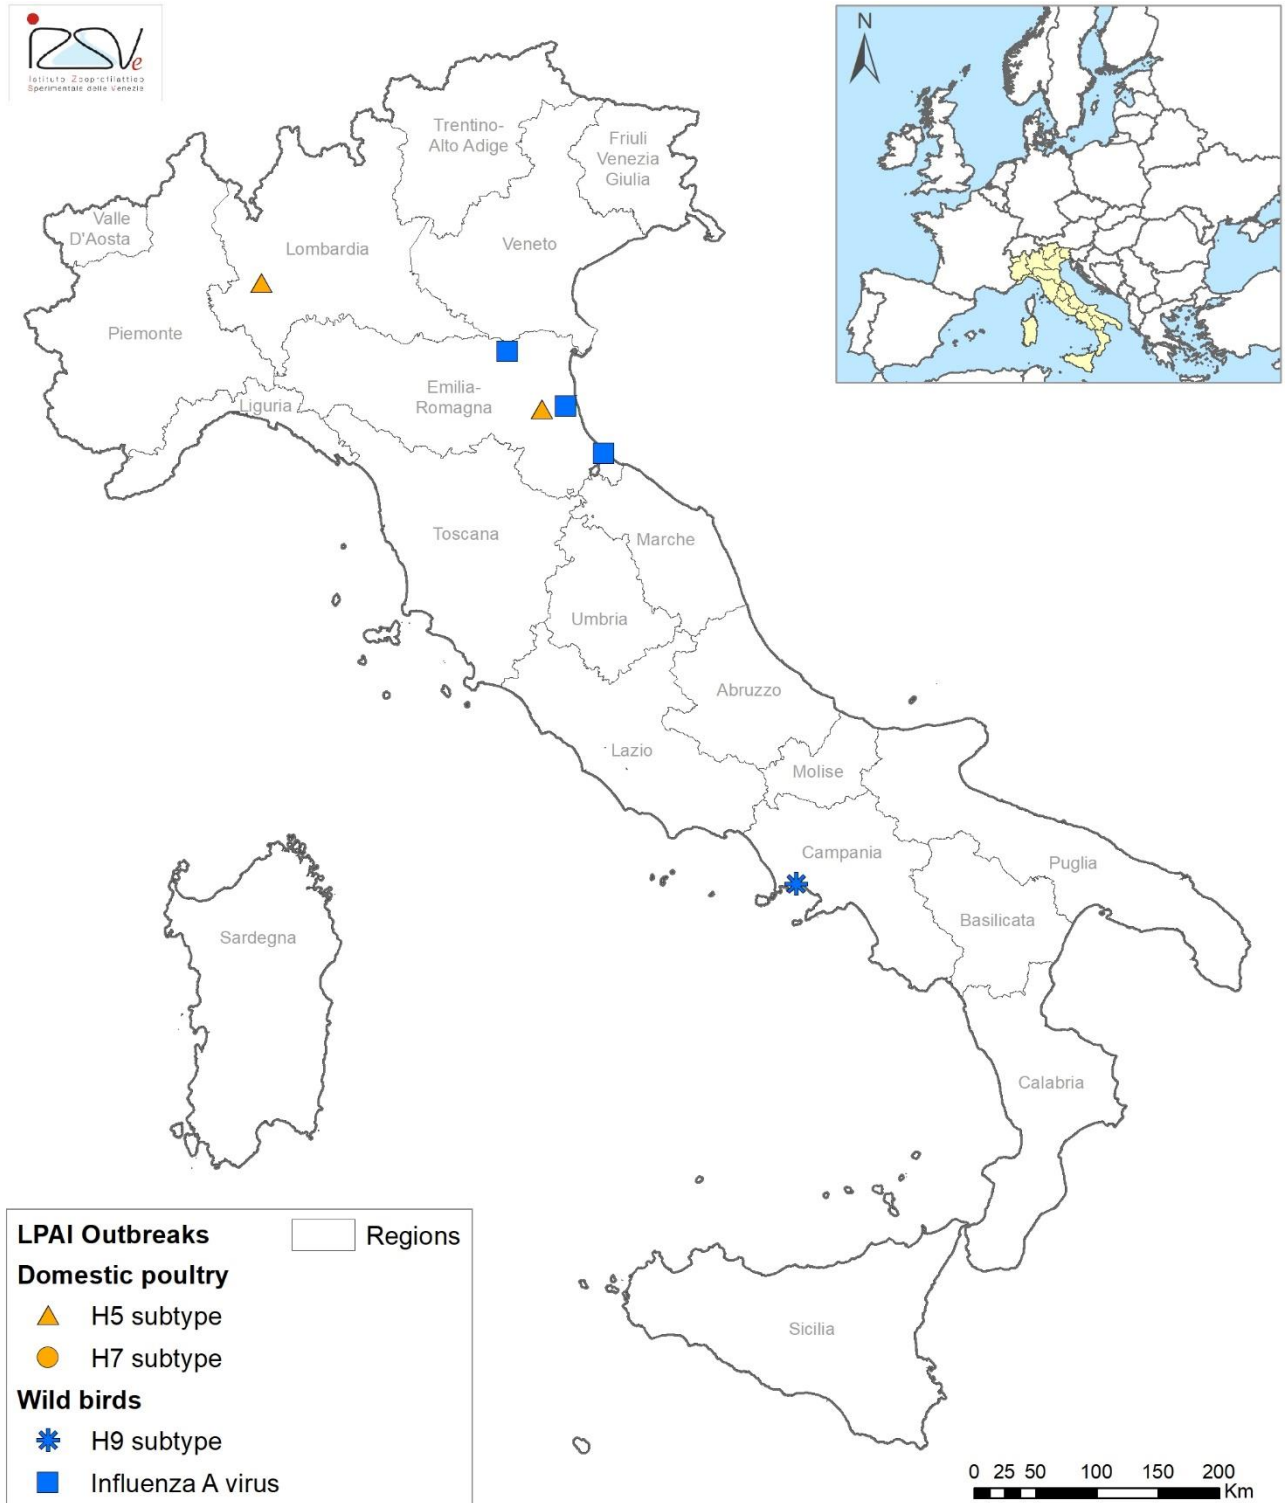 IZSVe
Istituto Zooprofilattico
Sperimentale delle Venezie
N
Trentino-
Alto Adige
Friuli
Venezia
Giulia
Valle
D'Aosta
Lombardia
Veneto
Piemonte
Emilia-
Romagna
Liguria
Toscana
Marche
Umbria
Abruzzo
Lazio
Molise
Campania
Puglia
Basilicata
Sardegna
Calabria
Sicilia
LPAI Outbreaks
Regions
Domestic poultry
H5 subtype
H7 subtype
Wild birds
H9 subtype
Influenza A virus
0 25 50 100 150 200
Km